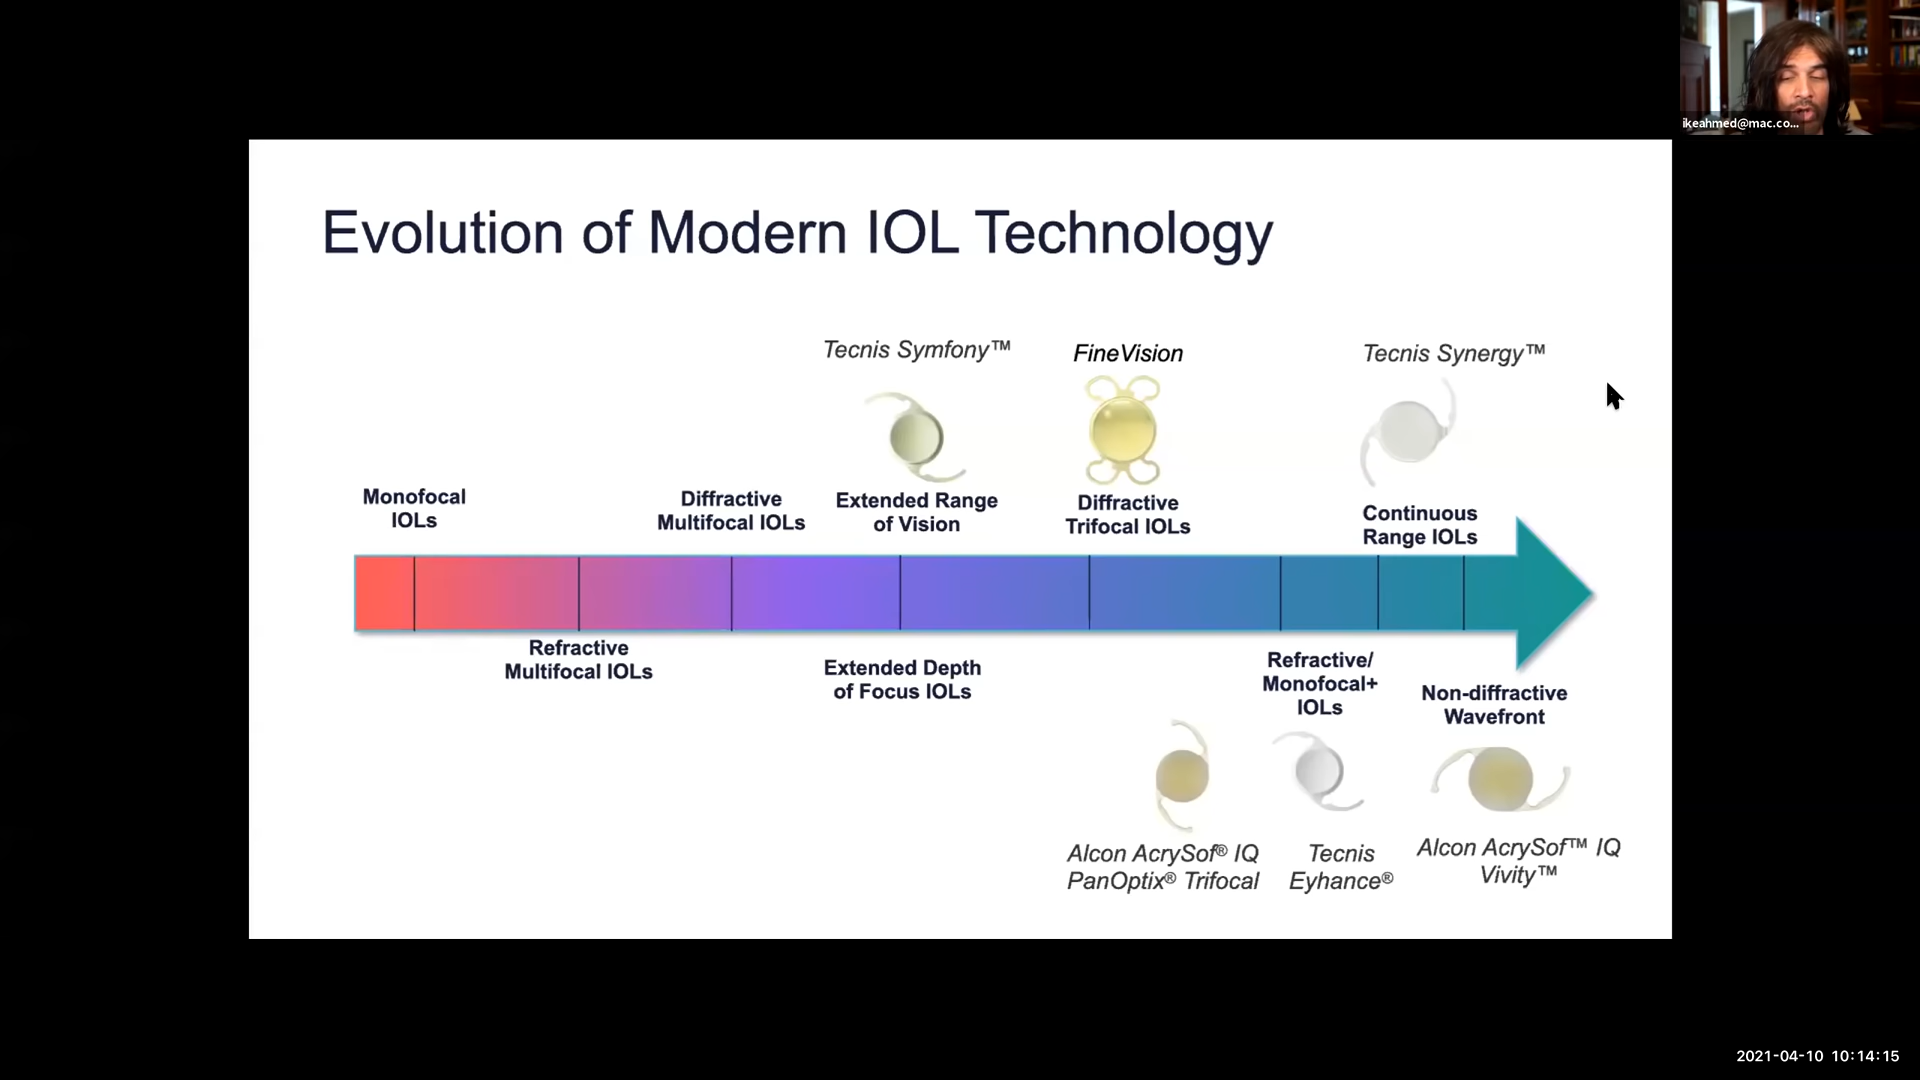 ikeahmed@mac.co...
Evolution of Modern IOL Technology
Tecnis Symfony™
FineVision
Tecnis Synergy™
Monofocal
IOLs
Diffractive
Multifocal IOLs
Extended Range
of Vision
Diffractive
Trifocal IOLs
Continuous
Range IOLs
Refractive
Multifocal IOLs
Extended Depth
of Focus IOLs
Refractive/
Monofocal+
IOLs
Non-diffractive
Wavefront
Alcon AcrySof® IQ
PanOptix® Trifocal
Tecnis
Eyhance®
Alcon AcrySof™ IQ
Vivity™
2021-04-10 10:14:15